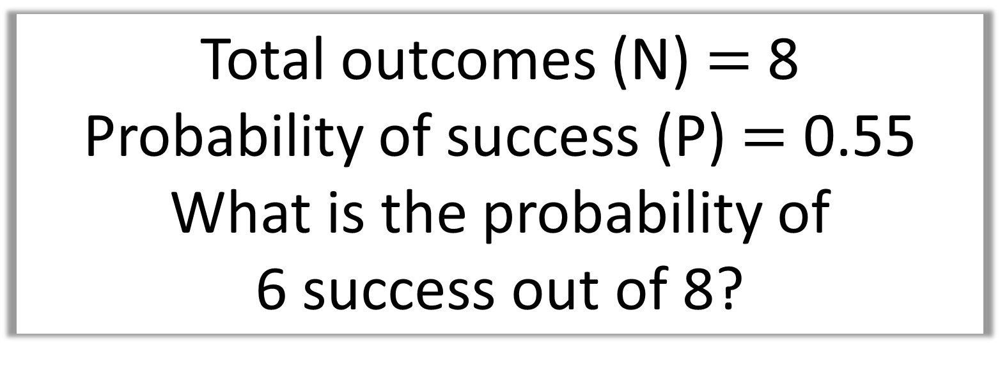 Total outcomes (N) = 8
Probability of success (P) = 0.55
What is the probability of
6 success out of 8?